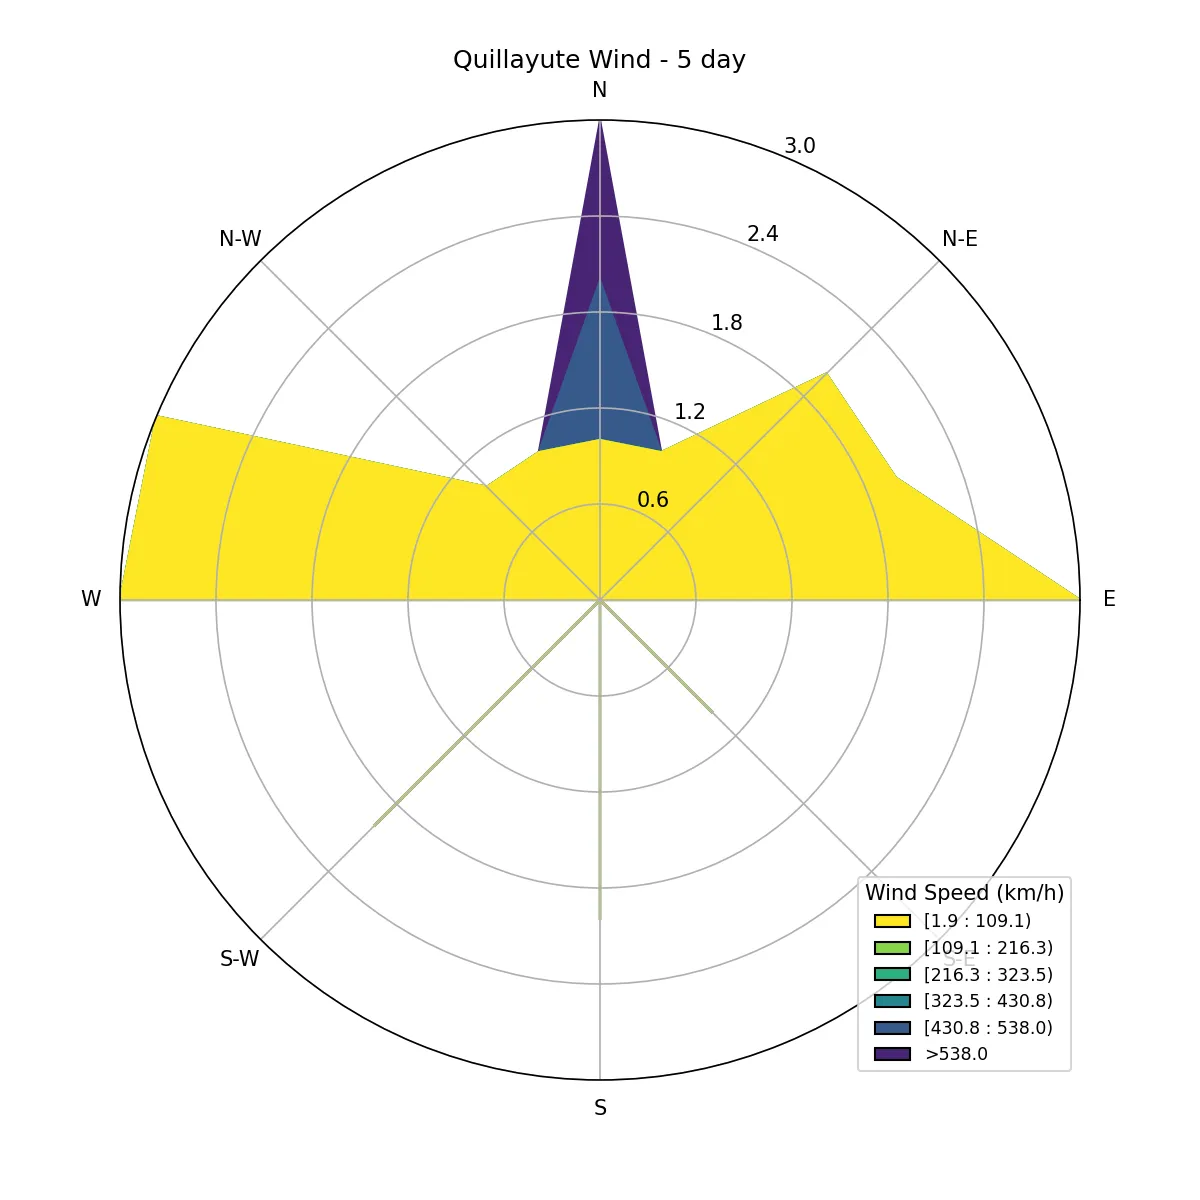 Quillayute Wind - 5 day
N
3.0
N-W
2.4
N-E
1.8
1.2
0.6
W
E
Wind Speed (km/h)
[1.9 : 109.1)
[109.1 : 216.3)
S-W
S-E
[216.3 : 323.5)
[323.5 : 430.8)
[430.8 : 538.0)
>538.0
S